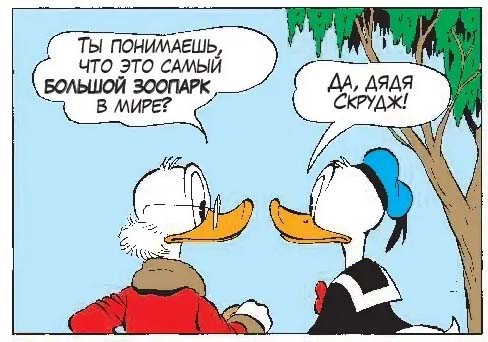 Ты понимаешь,
что это самый
большой зоопарк
в мире?
Да, дядя
Скрудж!